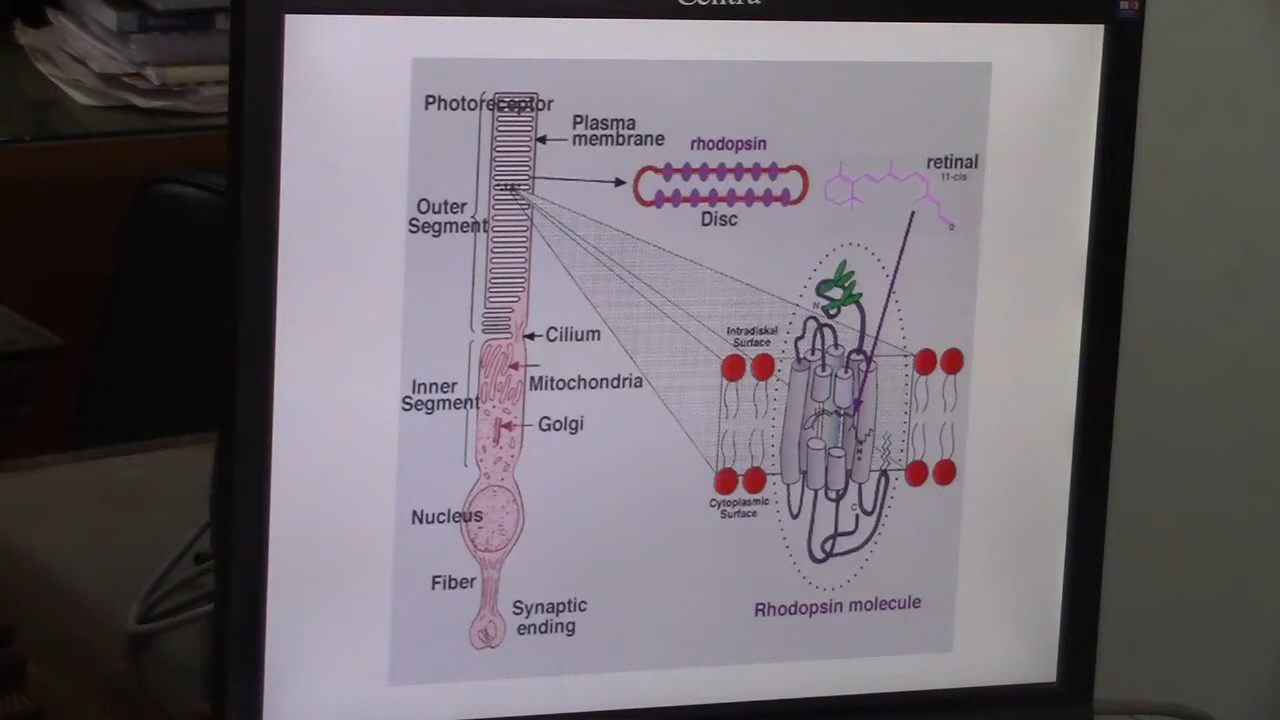 Photoreceptor
Plasma
membrane
rhodopsin
retinal
11-cis
Outer
Segment
Disc
N
Intradiskal
Surface
Cilium
Inner
Segment
Mitochondria
Golgi
Cytoplasmic
Surface
C
Nucleus
Fiber
Synaptic
ending
Rhodopsin molecule